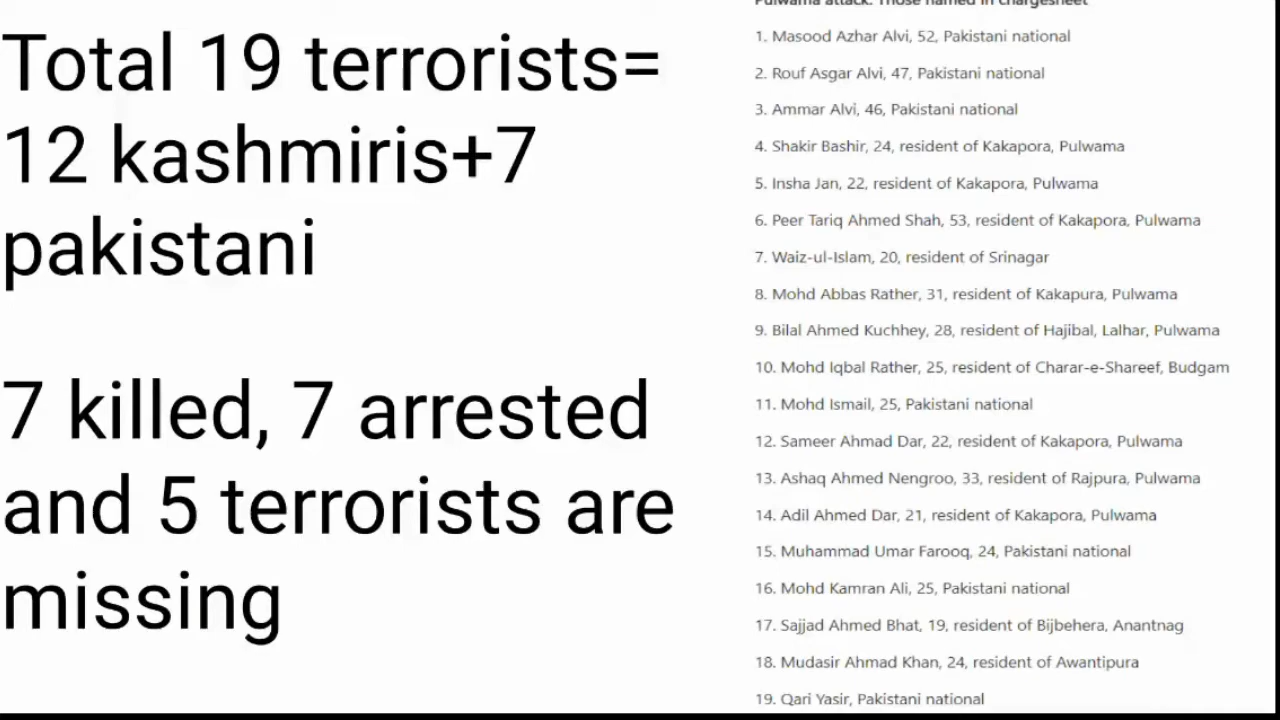 Total 19 terrorists=
12 kashmiris+7
pakistani
7 killed, 7 arrested
and 5 terrorists are
missing
Pulwama attack: Those named in chargesheet
1. Masood Azhar Alvi, 52, Pakistani national
2. Rouf Asgar Alvi, 47, Pakistani national
3. Ammar Alvi, 46, Pakistani national
4. Shakir Bashir, 24, resident of Kakapora, Pulwama
5. Insha Jan, 22, resident of Kakapora, Pulwama
6. Peer Tariq Ahmed Shah, 53, resident of Kakapora, Pulwama
7. Waiz-ul-Islam, 20, resident of Srinagar
8. Mohd Abbas Rather, 31, resident of Kakapura, Pulwama
9. Bilal Ahmed Kuchhey, 28, resident of Hajibal, Lalhar, Pulwama
10. Mohd Iqbal Rather, 25, resident of Charar-e-Shareef, Budgam
11. Mohd Ismail, 25, Pakistani national
12. Sameer Ahmad Dar, 22, resident of Kakapora, Pulwama
13. Ashaq Ahmed Nengroo, 33, resident of Rajpura, Pulwama
14. Adil Ahmed Dar, 21, resident of Kakapora, Pulwama
15. Muhammad Umar Farooq, 24, Pakistani national
16. Mohd Kamran Ali, 25, Pakistani national
17. Sajjad Ahmed Bhat, 19, resident of Bijbehera, Anantnag
18. Mudasir Ahmad Khan, 24, resident of Awantipura
19. Qari Yasir, Pakistani national